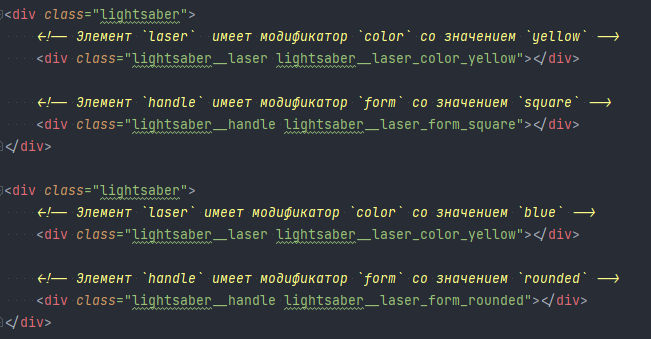 <div class="lightsaber">
<!-- Элемент `laser`  имеет модификатор `color` со значением `yellow` -->
<div class="lightsaber__laser lightsaber__laser_color_yellow"></div>
<!-- Элемент `handle` имеет модификатор `form` со значением `square` -->
<div class="lightsaber__handle lightsaber__laser_form_square"></div>
</div>
<div class="lightsaber">
<!-- Элемент `laser` имеет модификатор `color` со значением `blue` -->
<div class="lightsaber__laser lightsaber__laser_color_yellow"></div>
<!-- Элемент `handle` имеет модификатор `form` со значением `rounded` -->
<div class="lightsaber__handle lightsaber__laser_form_rounded"></div>
</div>